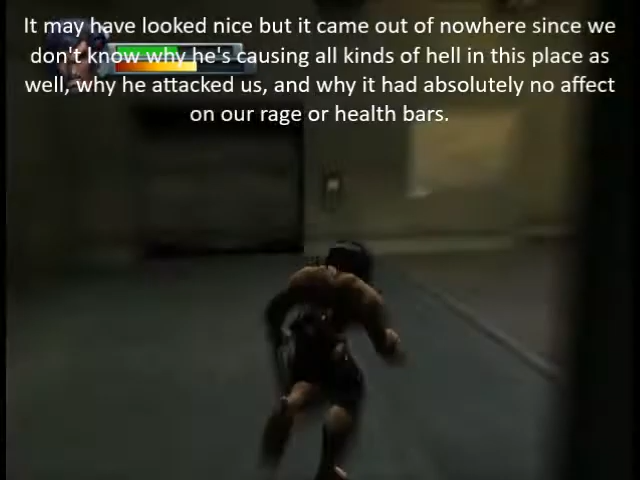 It may have looked nice but it came out of nowhere since we
don't know why he's causing all kinds of hell in this place as
well, why he attacked us, and why it had absolutely no affect
on our rage or health bars.